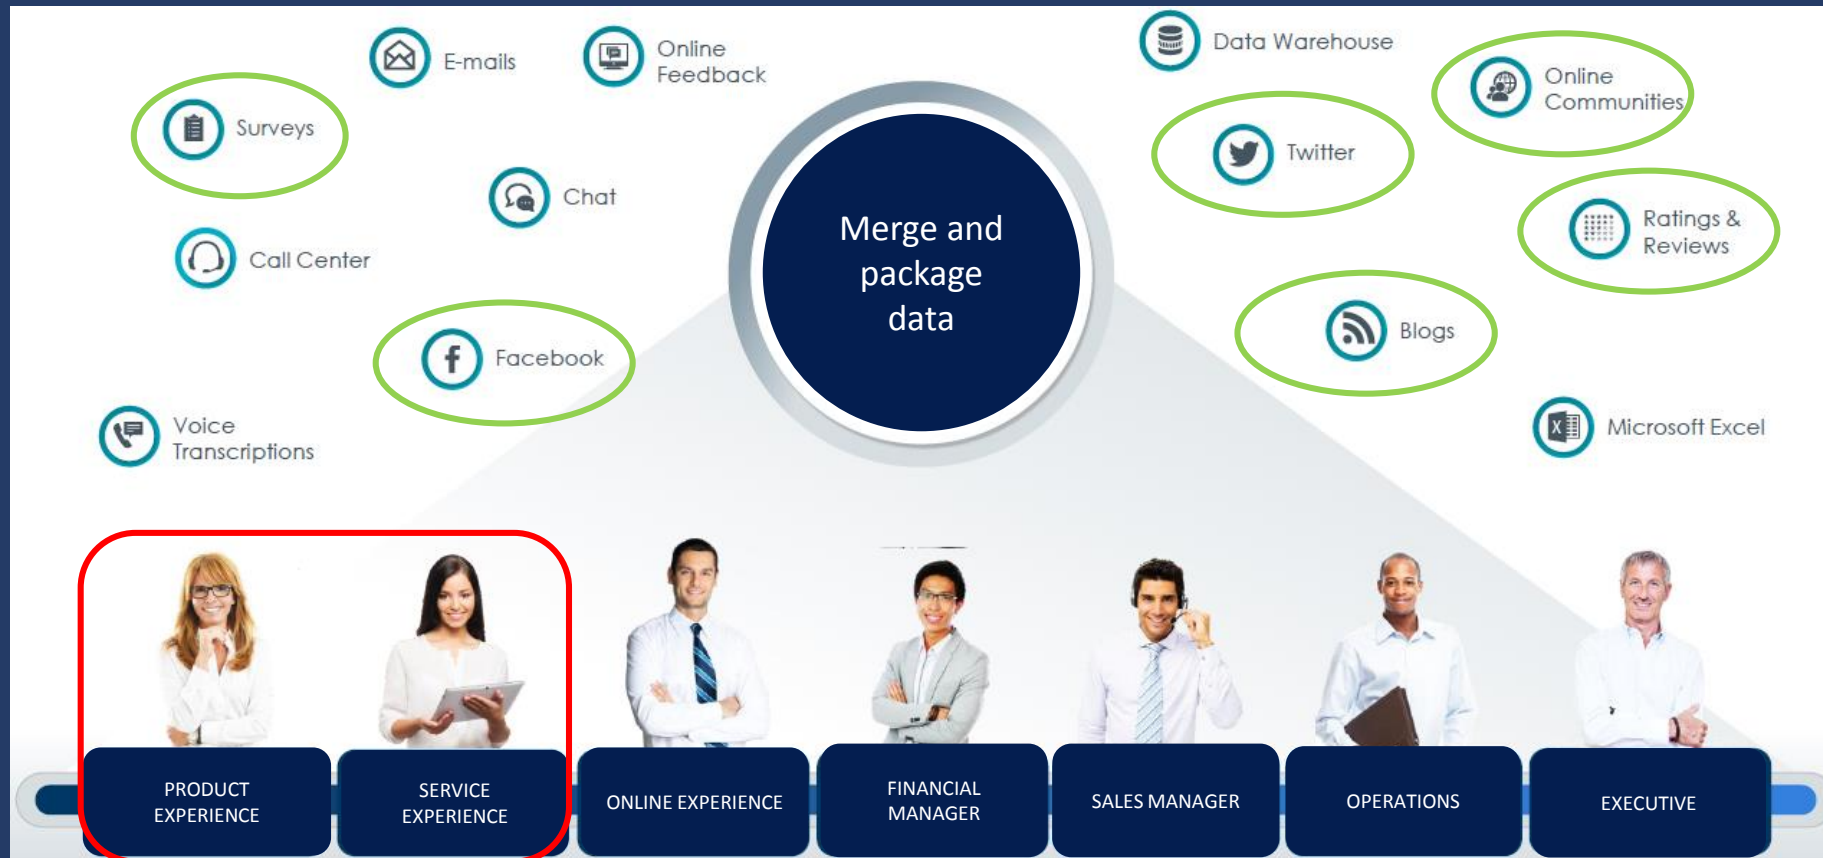 E-mails
Online
Feedback
Data Warehouse
Online
Communities
Surveys
Twitter
Chat
Ratings &
Reviews
Call Center
Merge and
package
data
Blogs
f
Facebook
Voice
Transcriptions
X
Microsoft Excel
PRODUCT
EXPERIENCE
SERVICE
EXPERIENCE
ONLINE EXPERIENCE
FINANCIAL
MANAGER
SALES MANAGER
OPERATIONS
EXECUTIVE